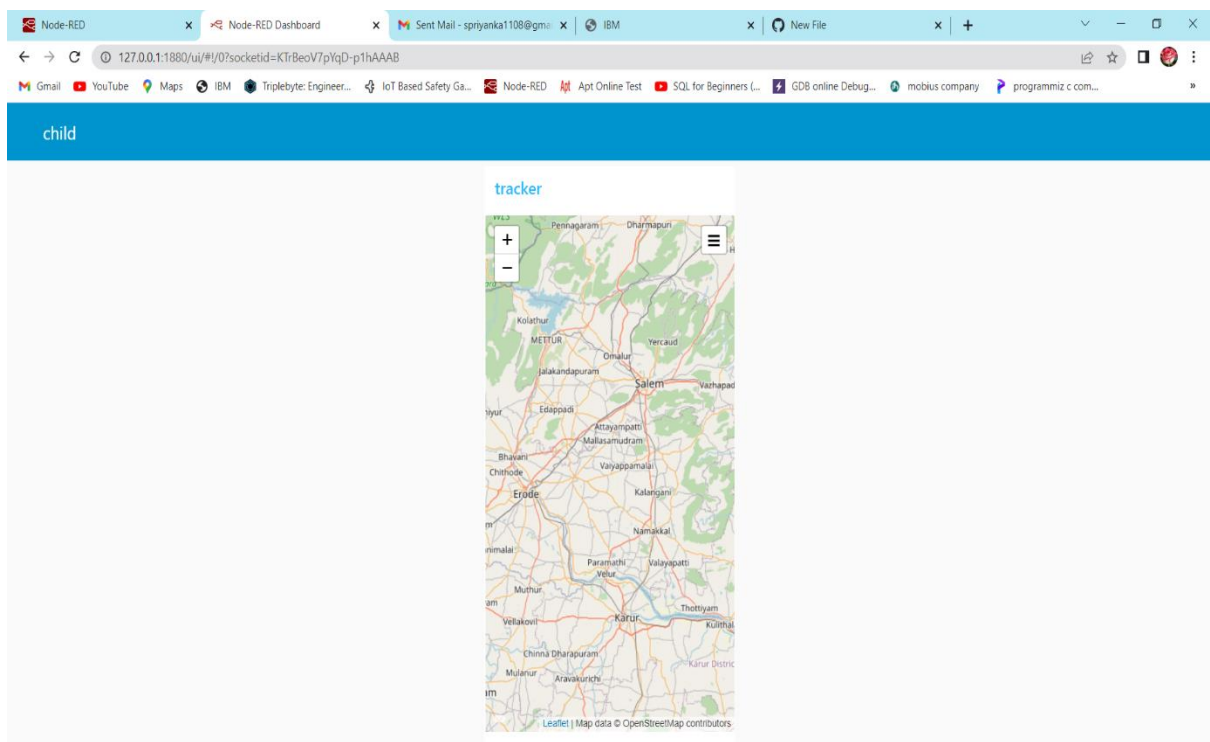 Node-RED
Node-RED Dashboard
Sent Mail - spriyanka1108@gma
IBM
New File
127.0.0.1:1880/ui/#!/0?socketid=KTrBeoV7pYqD-p1hAAAB
Gmail
YouTube
Maps
IBM
Triplebyte: Engineer...
IoT Based Safety Ga...
Node-RED
Apt Online Test
SQL for Beginners (...
GDB online Debug...
mobius company
programmiz c com...
child
tracker
WLS
Pennagaram
Dharmapuri
Kolathur
METTUR
Yercaud
Omalur
Jalakandapuram
Salem
Vazhapad
Edappadi
Attayampatti
Mallasamudram
Bhavani
Vaiyappamalai
Chithode
Erode
Kalangani
Namakkal
nimalai
Paramathi
Valayapatti
Velur
Muthur
Thottiyam
Vellakovil
Karur
Kulithal
Chinna Dharapuram
Karur Distric
Mulanur
Aravakurichi
Leaflet | Map data © OpenStreetMap contributors